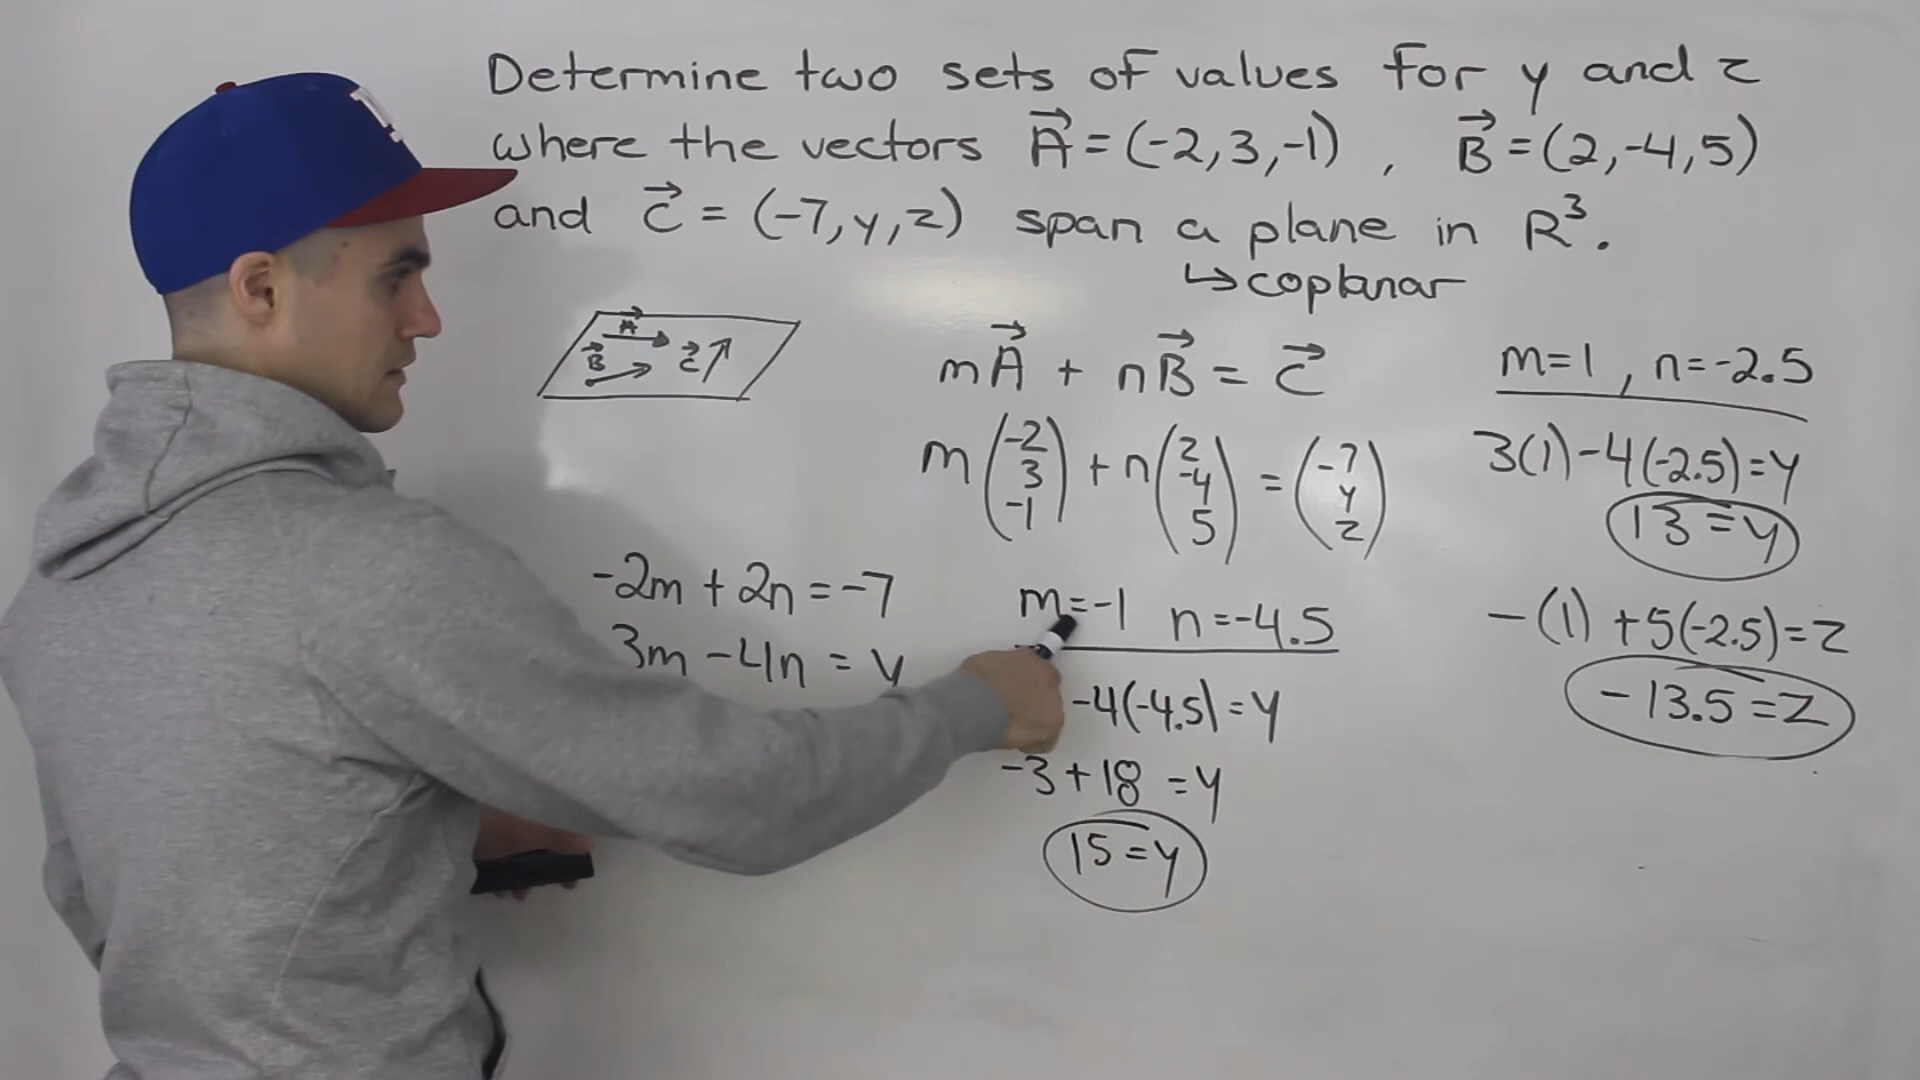 Determine two sets of values for y and z
where the vectors A⃗ = (-2,3,-1) , B⃗ = (2,-4,5)
and C⃗ = (-7,y,z) span a plane in R³.
↳ coplanar
A⃗
B⃗ C⃗
mA⃗ + nB⃗ = C⃗
m(-2 3 -1) + n(2 -4 5) = (-7 y z)
-2m + 2n = -7
3m - 4n = y
m=-1 n=-4.5
-4(-4.5) = y
-3+18 = y
15 = y
m=1 , n=-2.5
3(1) - 4(-2.5) = y
13 = y
-(1) + 5(-2.5) = z
-13.5 = z